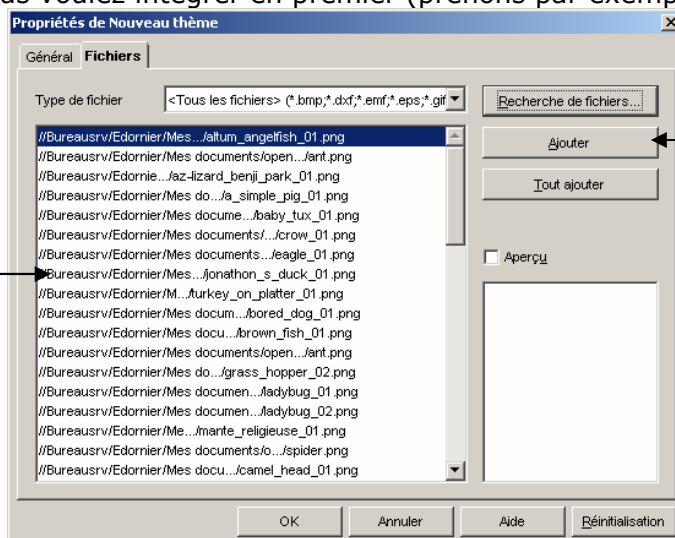 us voulez intégrer en premier (prenons par exemp
Propriétés de Nouveau thème
Général Fichiers
Type de fichier <Tous les fichiers> (*.bmp;*.dxf;*.emf;*.eps;*.gif Recherche de fichiers...
//Bureausrv/Edornier/Mes.../altum_angelfish_01.png
//Bureausrv/Edornier/Mes documents/open.../ant.png
//Bureausrv/Edornie.../az-lizard_benji_park_01.png
//Bureausrv/Edornier/Mes do.../a_simple_pig_01.png
//Bureausrv/Edornier/Mes docume.../baby_tux_01.png
//Bureausrv/Edornier/Mes documents/.../crow_01.png
//Bureausrv/Edornier/Mes documents.../eagle_01.png
//Bureausrv/Edornier/Mes.../jonathon_s_duck_01.png
//Bureausrv/Edornier/M.../turkey_on_platter_01.png
//Bureausrv/Edornier/Mes docum.../bored_dog_01.png
//Bureausrv/Edornier/Mes docu.../brown_fish_01.png
//Bureausrv/Edornier/Mes documents/open.../ant.png
//Bureausrv/Edornier/Mes do.../grass_hopper_02.png
//Bureausrv/Edornier/Mes documen.../ladybug_01.png
//Bureausrv/Edornier/Mes documen.../ladybug_02.png
//Bureausrv/Edornier/Me.../mante_religieuse_01.png
//Bureausrv/Edornier/Mes documents/o.../spider.png
//Bureausrv/Edornier/Mes docu.../camel_head_01.png
Ajouter
Tout ajouter
Aperçu
OK Annuler Aide Réinitialisation